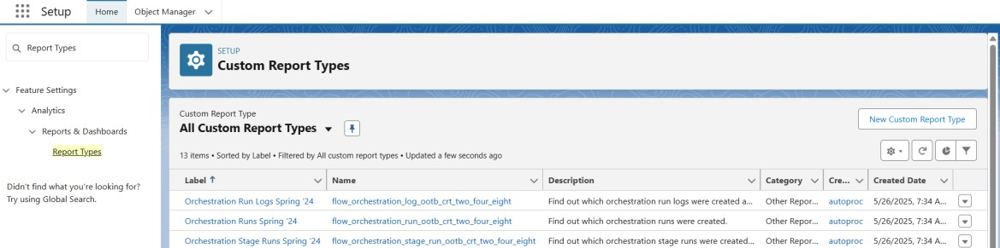 Setup Home Object Manager
Report Types
Feature Settings
Analytics
Reports & Dashboards
Report Types
Didn't find what you're looking for?
Try using Global Search.
SETUP
Custom Report Types
Custom Report Type
All Custom Report Types
New Custom Report Type
13 items • Sorted by Label • Filtered by All custom report types • Updated a few seconds ago
Label ↑ Name Description Category Cre... Created Date
Orchestration Run Logs Spring '24 flow_orchestration_log_ootb_crt_two_four_eight Find out which orchestration run logs were created a... Other Repor... autoproc 5/26/2025, 7:34 A...
Orchestration Runs Spring '24 flow_orchestration_run_ootb_crt_two_four_eight Find out which orchestration runs were created. Other Repor... autoproc 5/26/2025, 7:34 A...
Orchestration Stage Runs Spring '24 flow_orchestration_stage_run_ootb_crt_two_four_eight Find out which orchestration stage runs were created... Other Repor... autoproc 5/26/2025, 7:34 A...